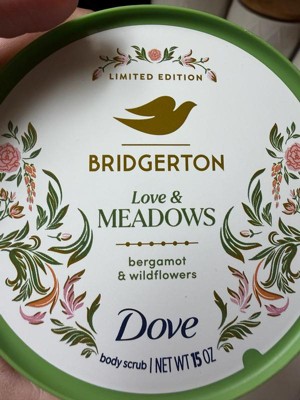 LIMITED EDITION
BRIDGERTON
Love &
MEADOWS
bergamot
& wildflowers
Dove
body scrub | NET WT 15 OZ